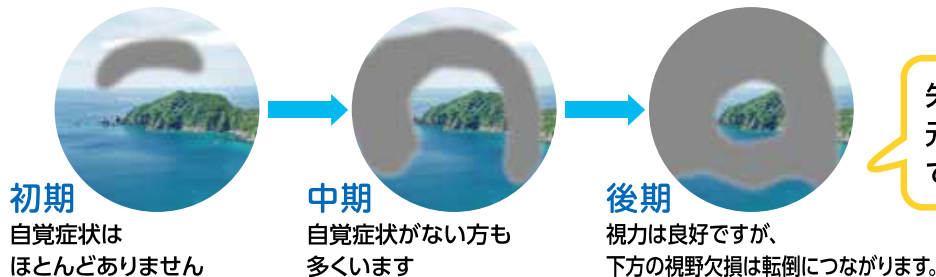 初期
自覚症状は
ほとんどありません
中期
自覚症状がない方も
多くいます
後期
視力は良好ですが、
下方の視野欠損は転倒につながります。